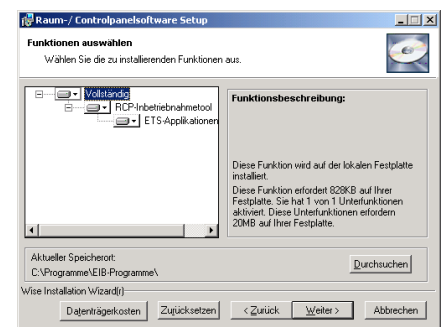 Raum-/ Controlpanelsoftware Setup
Funktionen auswählen
Wählen Sie die zu installierenden Funktionen aus.
Vollständig
RCP-Inbetriebnahmetool
ETS-Applikationen
Funktionsbeschreibung:
Diese Funktion wird auf der lokalen Festplatte
installiert.
Diese Funktion erfordert 828KB auf Ihrer
Festplatte. Sie hat 1 von 1 Unterfunktionen
aktiviert. Diese Unterfunktionen erfordern
20MB auf Ihrer Festplatte.
Aktueller Speicherort:
C:\Programme\EIB-Programme\
Durchsuchen
Wise Installation Wizard(r)
Datenträgerkosten Zurücksetzen < Zurück Weiter > Abbrechen